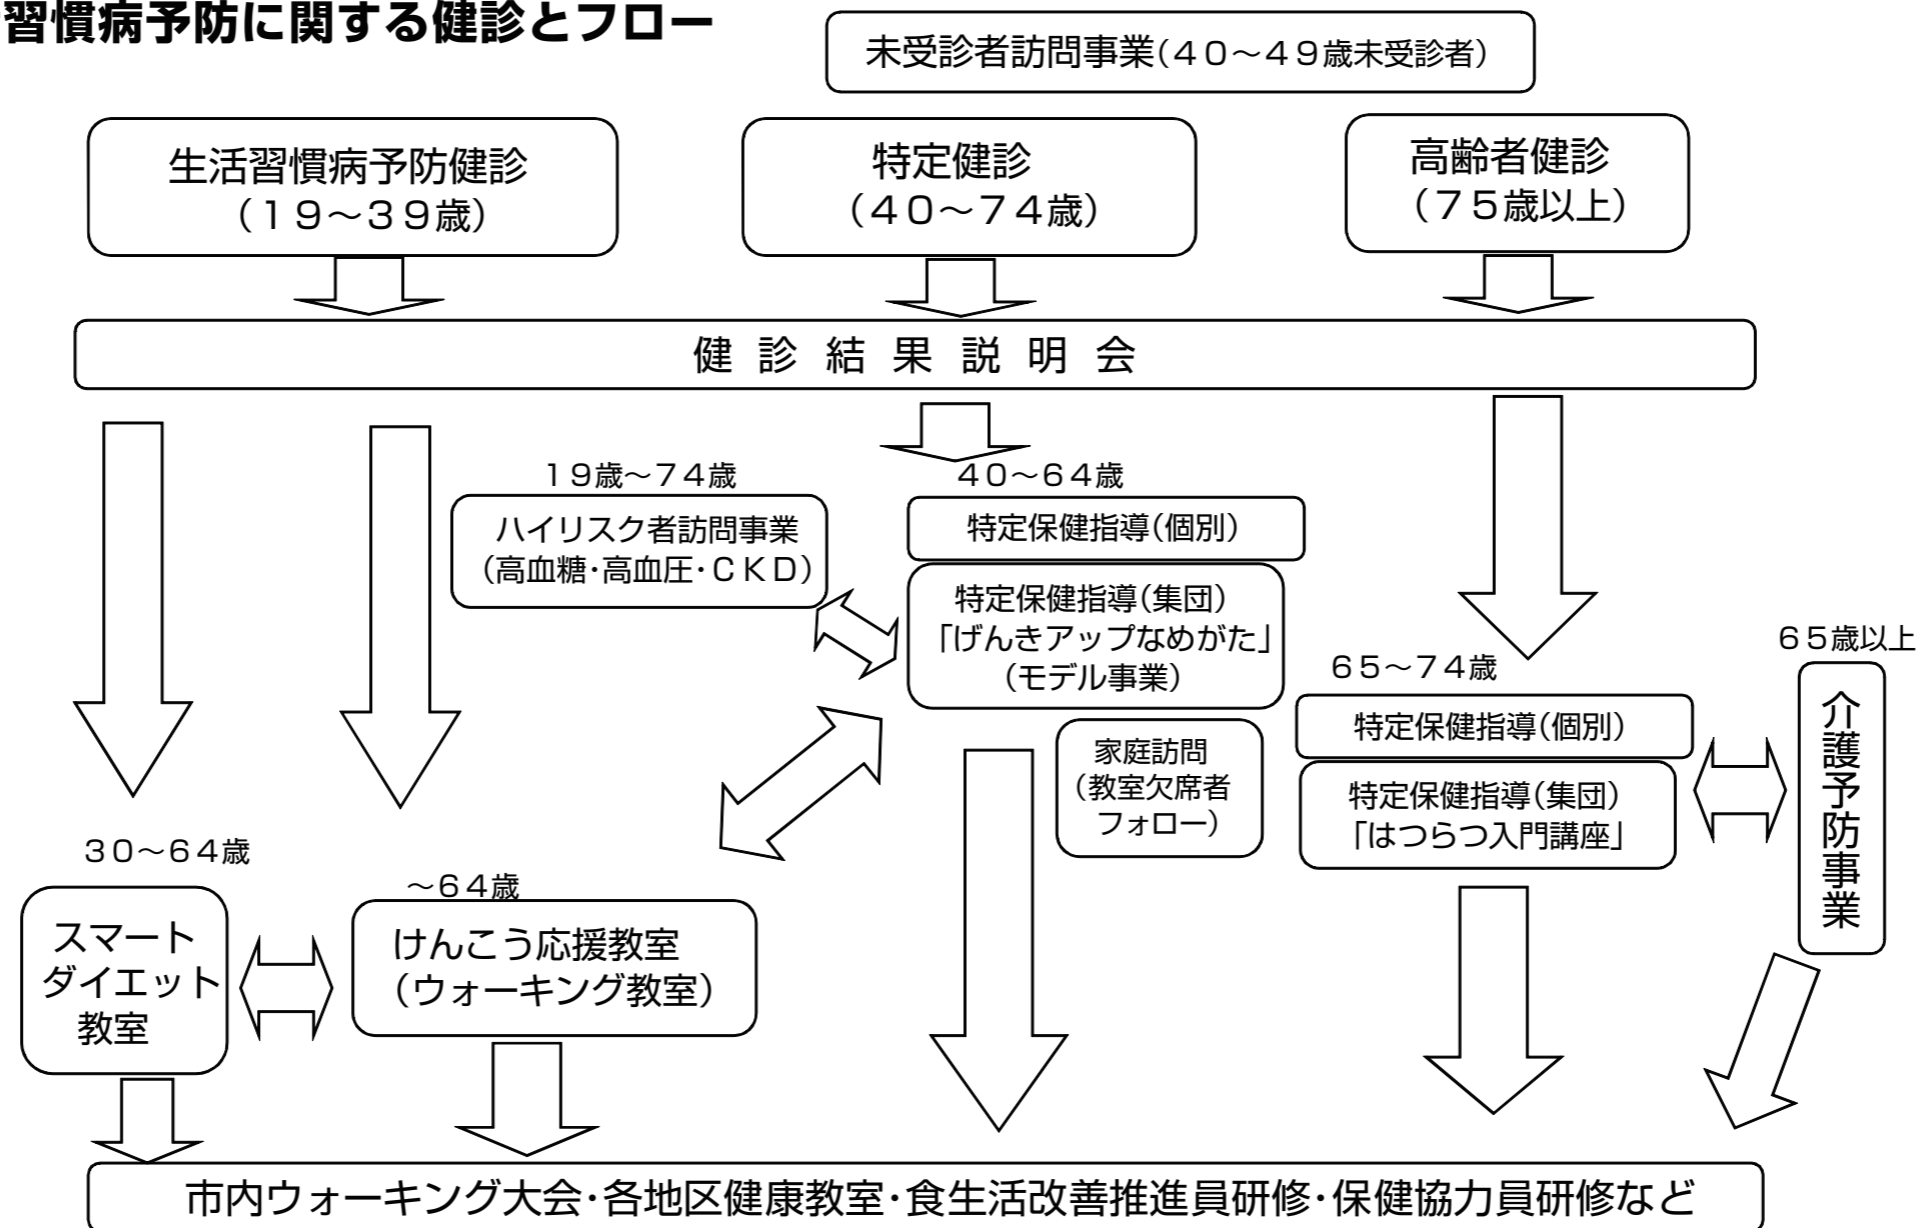 習慣病予防に関する健診とフロー
未受診者訪問事業(４０～４９歳未受診者)
生活習慣病予防健診
(１９～３９歳)
特定健診
(４０～７４歳)
高齢者健診
(７５歳以上)
健診結果説明会
１９歳～７４歳
ハイリスク者訪問事業
(高血糖･高血圧･ＣＫＤ)
４０～６４歳
特定保健指導(個別)
特定保健指導(集団)
「げんきアップなめがた」
(モデル事業)
家庭訪問
(教室欠席者
フォロー)
６５～７４歳
特定保健指導(個別)
特定保健指導(集団)
「はつらつ入門講座」
６５歳以上
介護予防事業
３０～６４歳
スマート
ダイエット
教室
～６４歳
けんこう応援教室
(ウォーキング教室)
市内ウォーキング大会･各地区健康教室･食生活改善推進員研修･保健協力員研修など